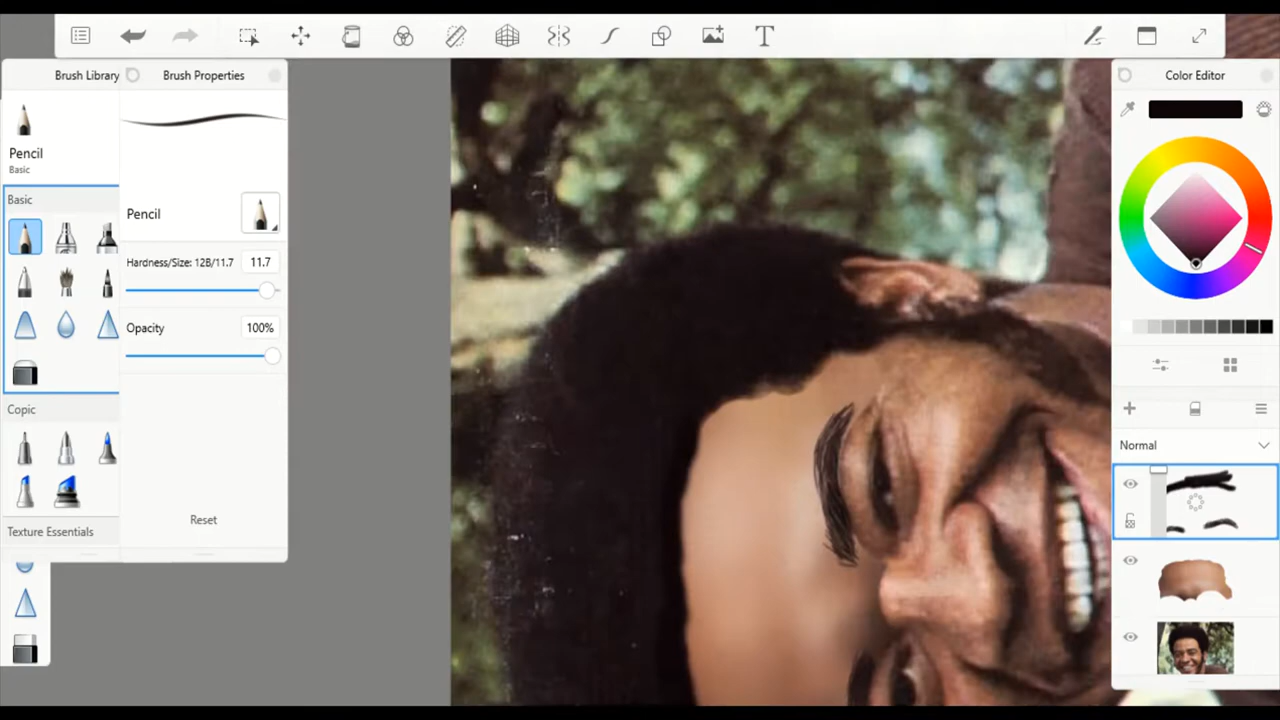 T
Brush Library
Brush Properties
Color Editor
Pencil
Basic
Basic
Pencil
Hardness/Size: 12B/11.7
11.7
Opacity
100%
Copic
Normal
Reset
Texture Essentials